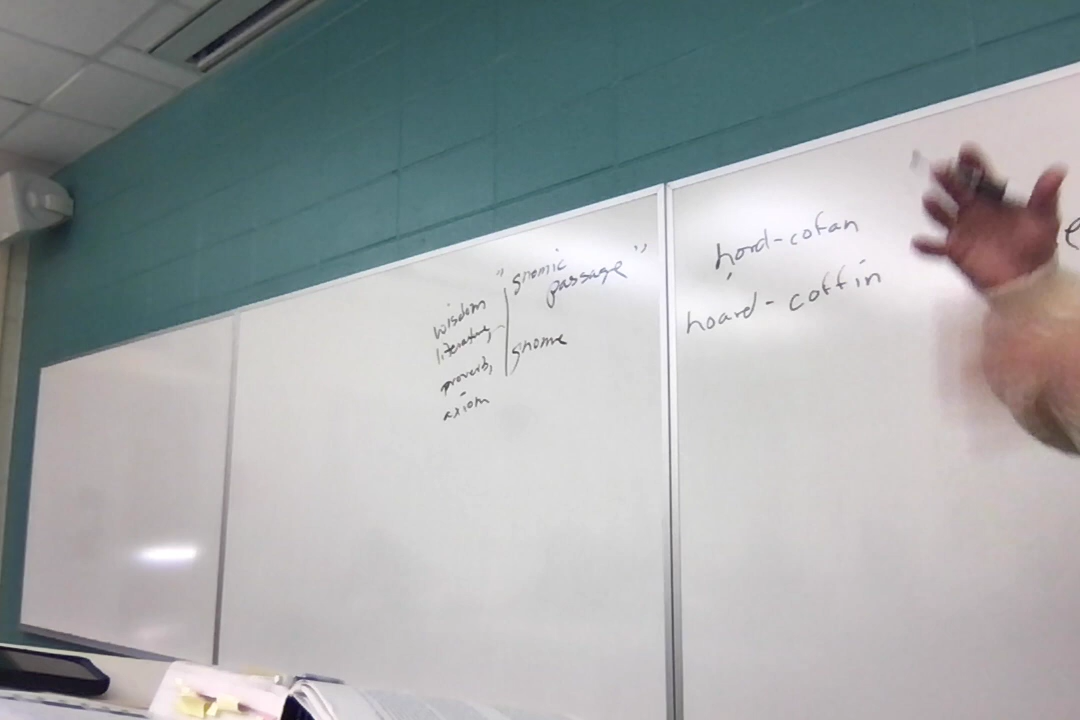 "gnomic
passage"
wisdom
literature,
proverb,
axiom
gnome
hord-cofan
hoard-coffin